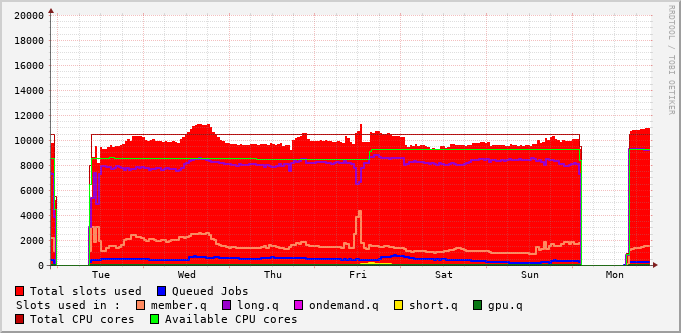 RRDTOOL / TOBI OETIKER
20000
18000
16000
14000
12000
10000
8000
6000
4000
2000
0
Tue Wed Thu Fri Sat Sun Mon
Total slots used Queued Jobs
Slots used in : member.q long.q ondemand.q short.q gpu.q
Total CPU cores Available CPU cores